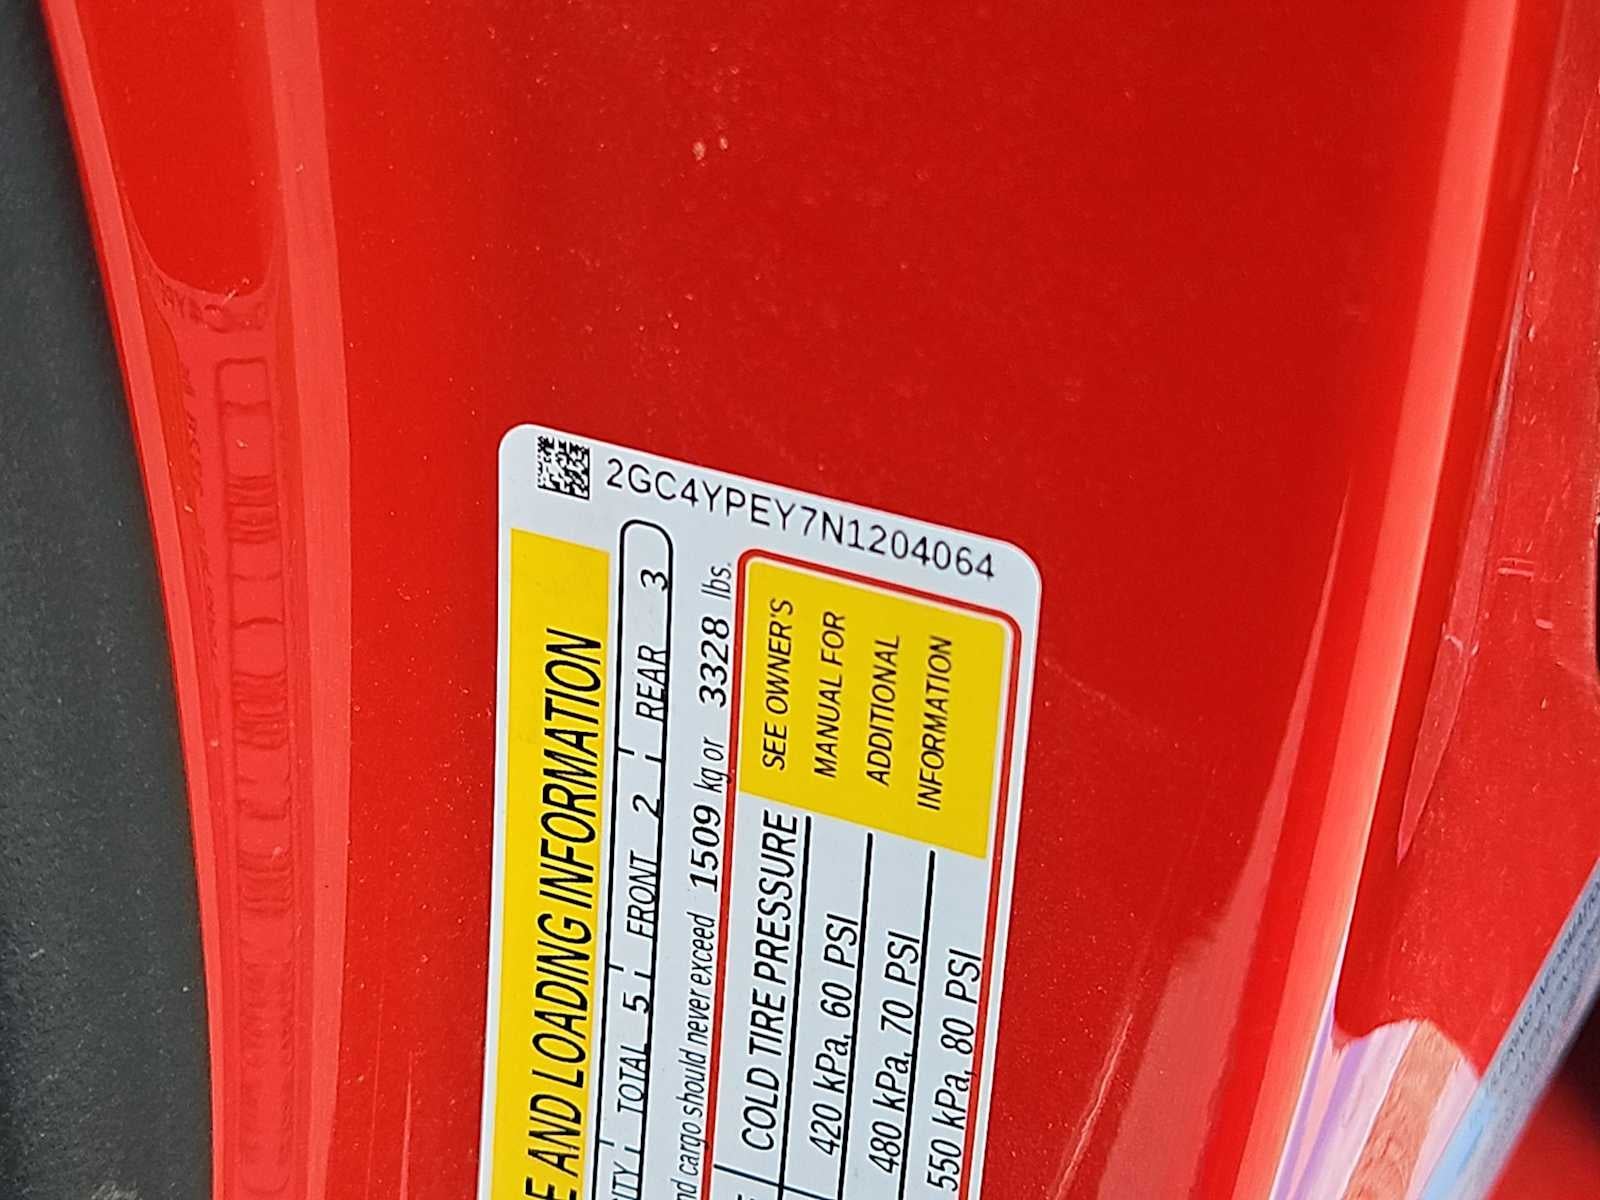 2GC4YPEY7N1204064
E AND LOADING INFORMATION
ITY TOTAL 5 FRONT 2 REAR 3
nd cargo should never exceed 1509 kg or 3328 lbs.
COLD TIRE PRESSURE
420 kPa, 60 PSI
480 kPa, 70 PSI
550 kPa, 80 PSI
SEE OWNER'S
MANUAL FOR
ADDITIONAL
INFORMATION